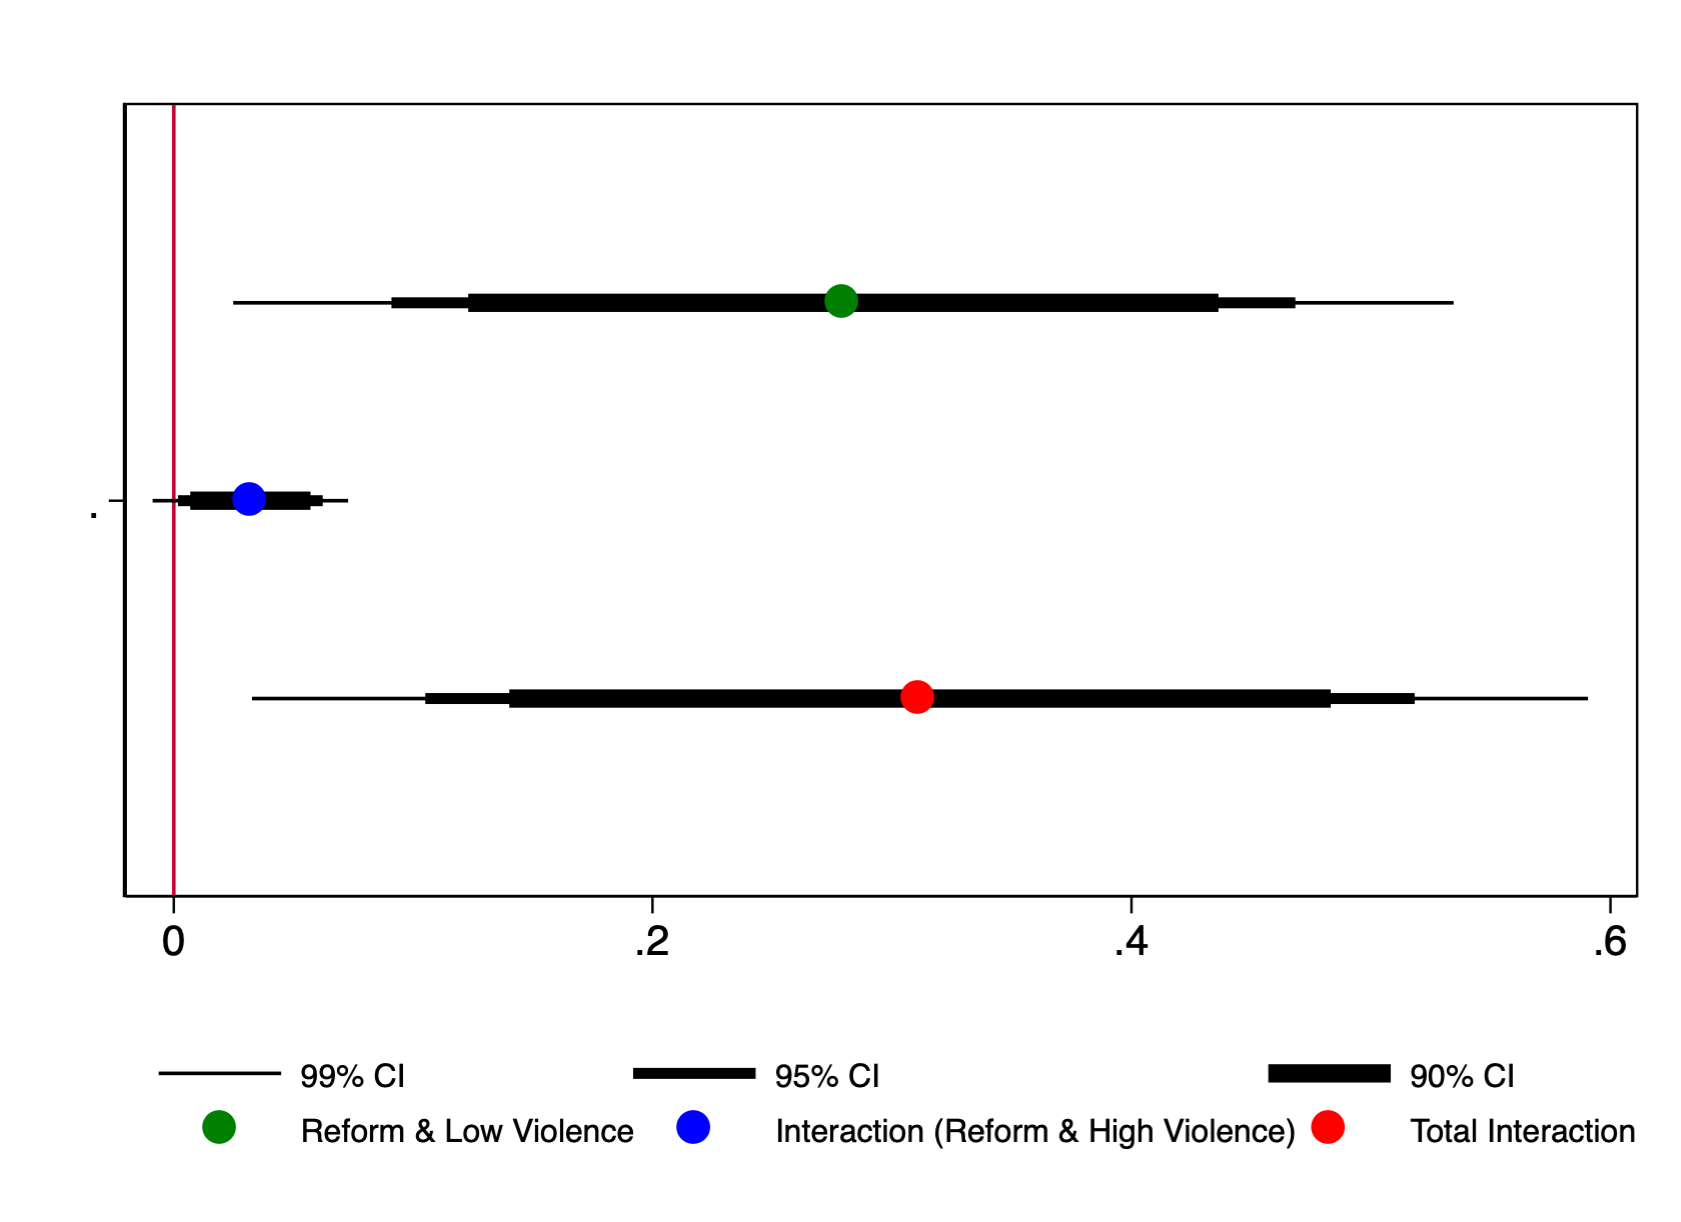 .
0 .2 .4 .6
99% CI 95% CI 90% CI
Reform & Low Violence Interaction (Reform & High Violence) Total Interaction